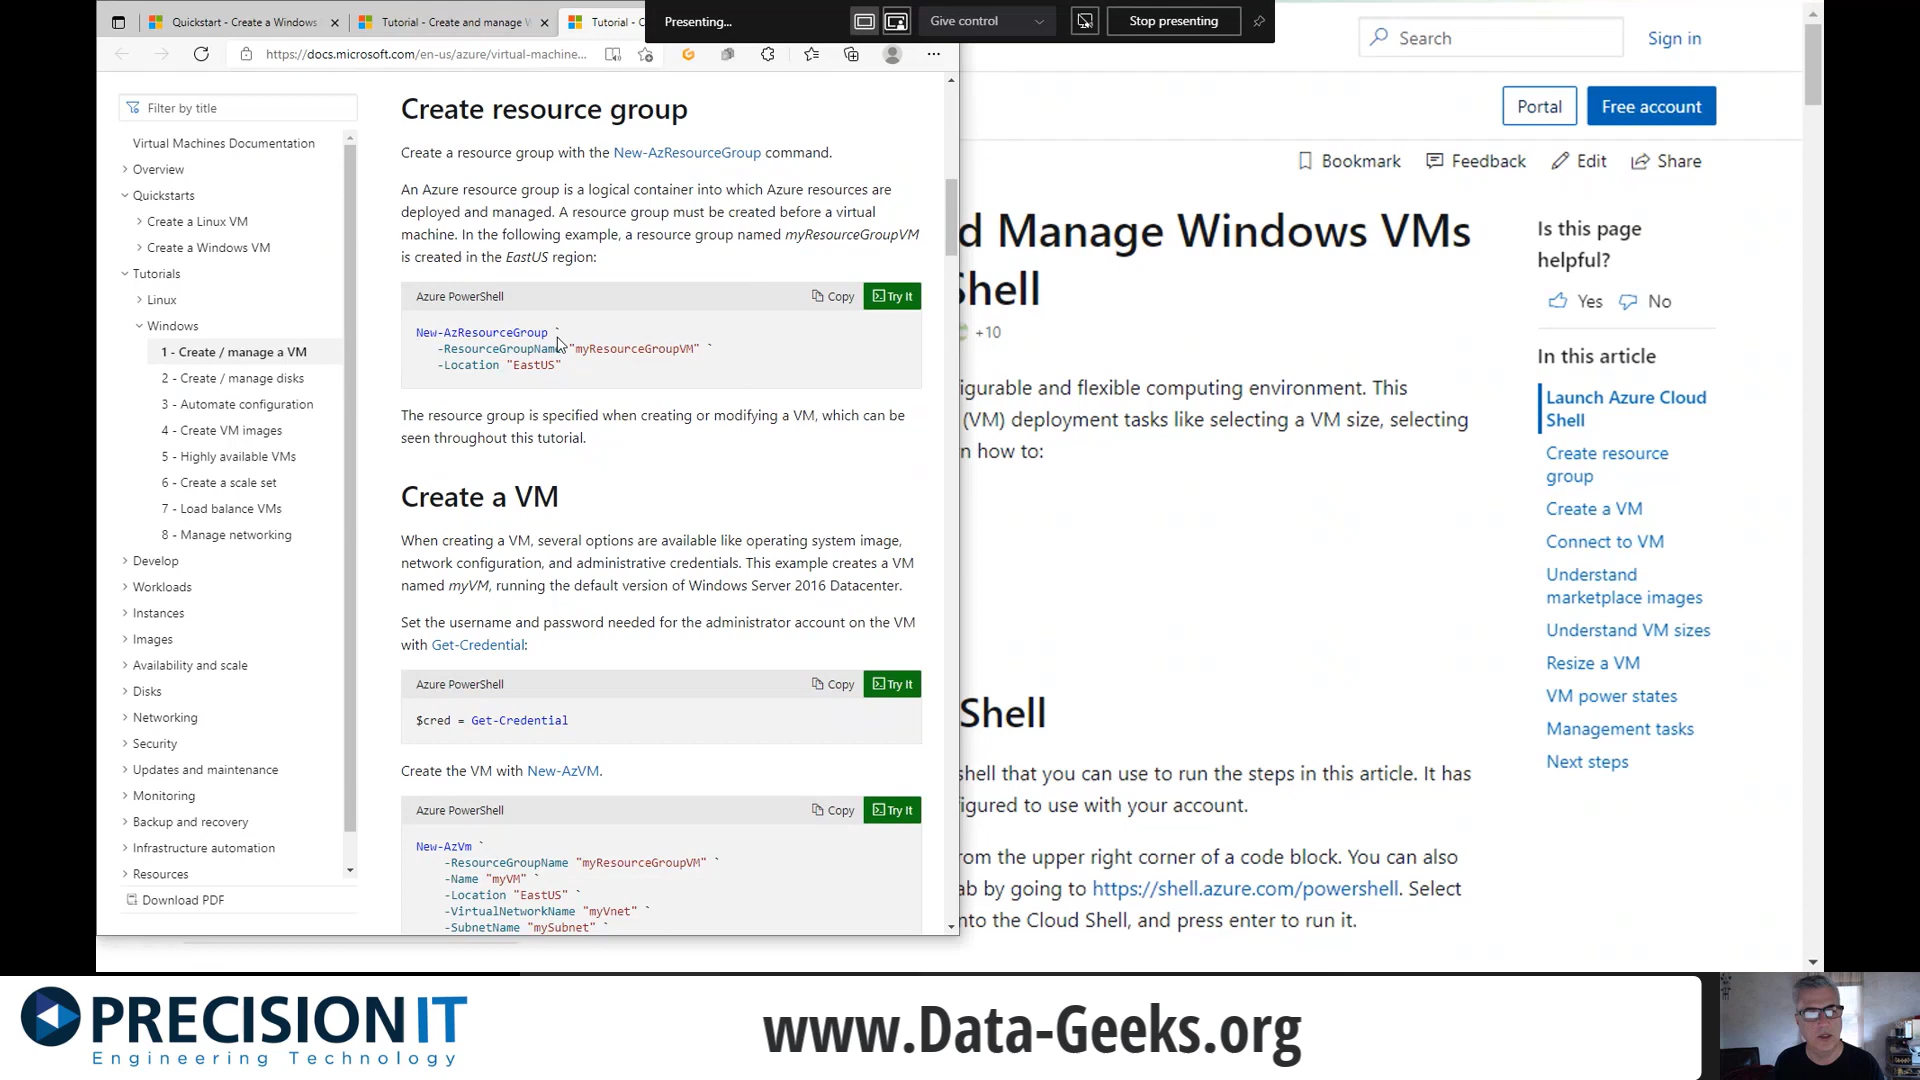 Quickstart - Create a Windows
Tutorial - Create and manage
Tutorial - C
Presenting...
Give control
Stop presenting
https://docs.microsoft.com/en-us/azure/virtual-machine...
Search
Sign in
Portal
Free account
Bookmark
Feedback
Edit
Share
Filter by title
Virtual Machines Documentation
Overview
Quickstarts
Create a Linux VM
Create a Windows VM
Tutorials
Linux
Windows
1 - Create / manage a VM
2 - Create / manage disks
3 - Automate configuration
4 - Create VM images
5 - Highly available VMs
6 - Create a scale set
7 - Load balance VMs
8 - Manage networking
Develop
Workloads
Instances
Images
Availability and scale
Disks
Networking
Security
Updates and maintenance
Monitoring
Backup and recovery
Infrastructure automation
Resources
Download PDF
Create resource group
Create a resource group with the New-AzResourceGroup command.
An Azure resource group is a logical container into which Azure resources are
deployed and managed. A resource group must be created before a virtual
machine. In the following example, a resource group named myResourceGroupVM
is created in the EastUS region:
Azure PowerShell
Copy
Try It
New-AzResourceGroup `
-ResourceGroupName "myResourceGroupVM" `
-Location "EastUS"
The resource group is specified when creating or modifying a VM, which can be
seen throughout this tutorial.
Create a VM
When creating a VM, several options are available like operating system image,
network configuration, and administrative credentials. This example creates a VM
named myVM, running the default version of Windows Server 2016 Datacenter.
Set the username and password needed for the administrator account on the VM
with Get-Credential:
Azure PowerShell
Copy
Try It
$cred = Get-Credential
Create the VM with New-AzVM.
Azure PowerShell
Copy
Try It
New-AzVm `
-ResourceGroupName "myResourceGroupVM" `
-Name "myVM" `
-Location "EastUS" `
-VirtualNetworkName "myVnet" `
-SubnetName "mySubnet" `
d Manage Windows VMs
Shell
+10
igurable and flexible computing environment. This
(VM) deployment tasks like selecting a VM size, selecting
n how to:
Shell
shell that you can use to run the steps in this article. It has
figured to use with your account.
rom the upper right corner of a code block. You can also
ab by going to https://shell.azure.com/powershell. Select
nto the Cloud Shell, and press enter to run it.
Is this page
helpful?
Yes
No
In this article
Launch Azure Cloud
Shell
Create resource
group
Create a VM
Connect to VM
Understand
marketplace images
Understand VM sizes
Resize a VM
VM power states
Management tasks
Next steps
PRECISION IT
Engineering Technology
www.Data-Geeks.org